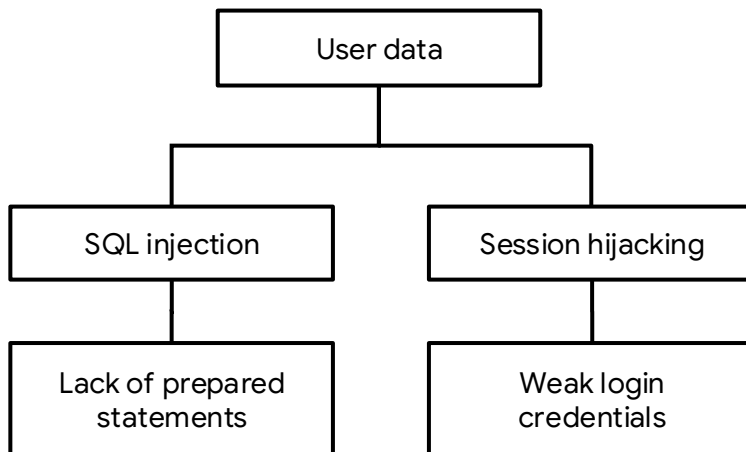 User data
SQL injection
Session hijacking
Lack of prepared
statements
Weak login
credentials